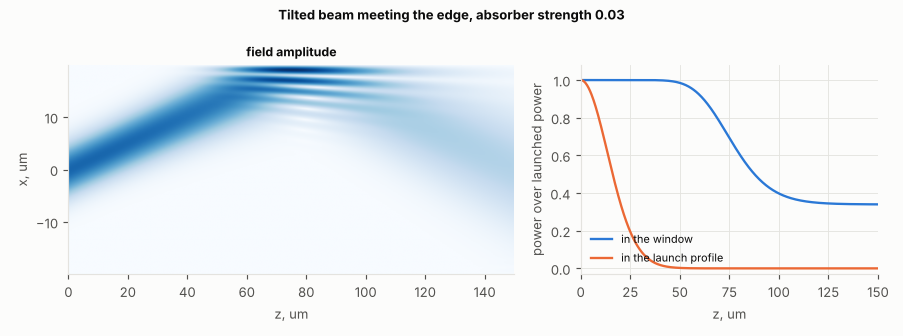 Tilted beam meeting the edge, absorber strength 0.03
field amplitude
x, um
10
0
−10
0 20 40 60 80 100 120 140
z, um
power over launched power
1.0
0.8
0.6
0.4
0.2
0.0
in the window
in the launch profile
0 25 50 75 100 125 150
z, um